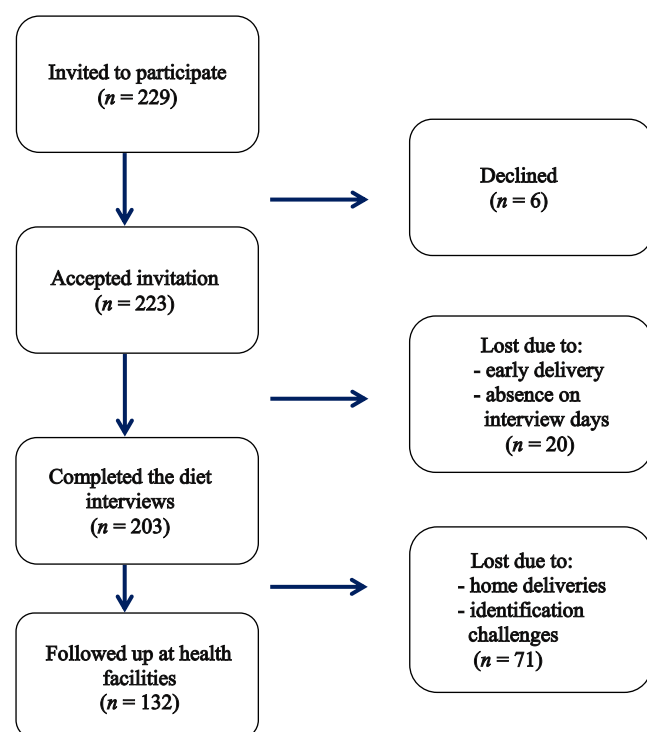 Invited to participate
(n = 229)
Declined
(n = 6)
Accepted invitation
(n = 223)
Lost due to:
- early delivery
- absence on
interview days
(n = 20)
Completed the diet
interviews
(n = 203)
Lost due to:
- home deliveries
- identification
challenges
(n = 71)
Followed up at health
facilities
(n = 132)